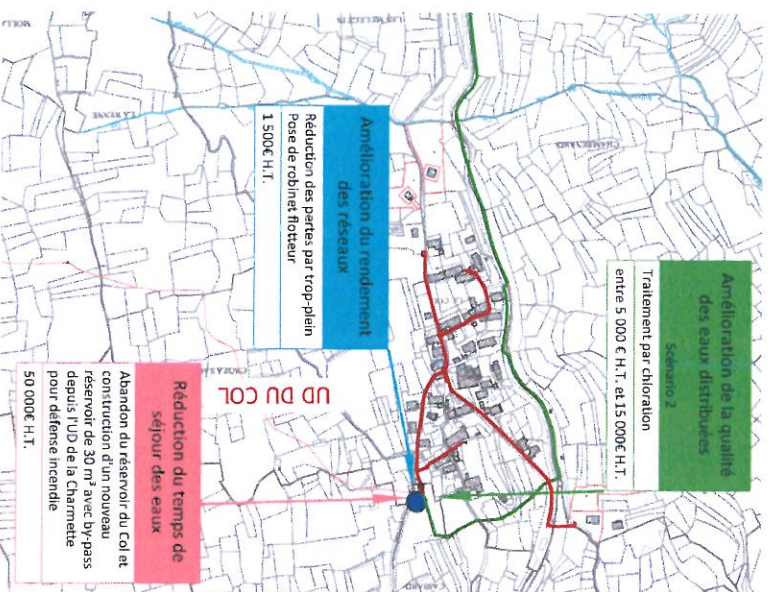 Amélioration de la qualité
des eaux distribuées
Scénario 2
Traitement par chloration
entre 5 000 € H.T. et 15 000€ H.T.
Amélioration du rendement
des réseaux
Réduction des pertes par trop-plein
Pose de robinet flotteur
1 500€ H.T.
UD DU COL
Réduction du temps de
séjour des eaux
Abandon du réservoir du Col et
construction d'un nouveau
réservoir de 30 m³ avec by-pass
depuis l'UD de la Charmette
pour défense incendie
50 000€ H.T.
LA RENNE